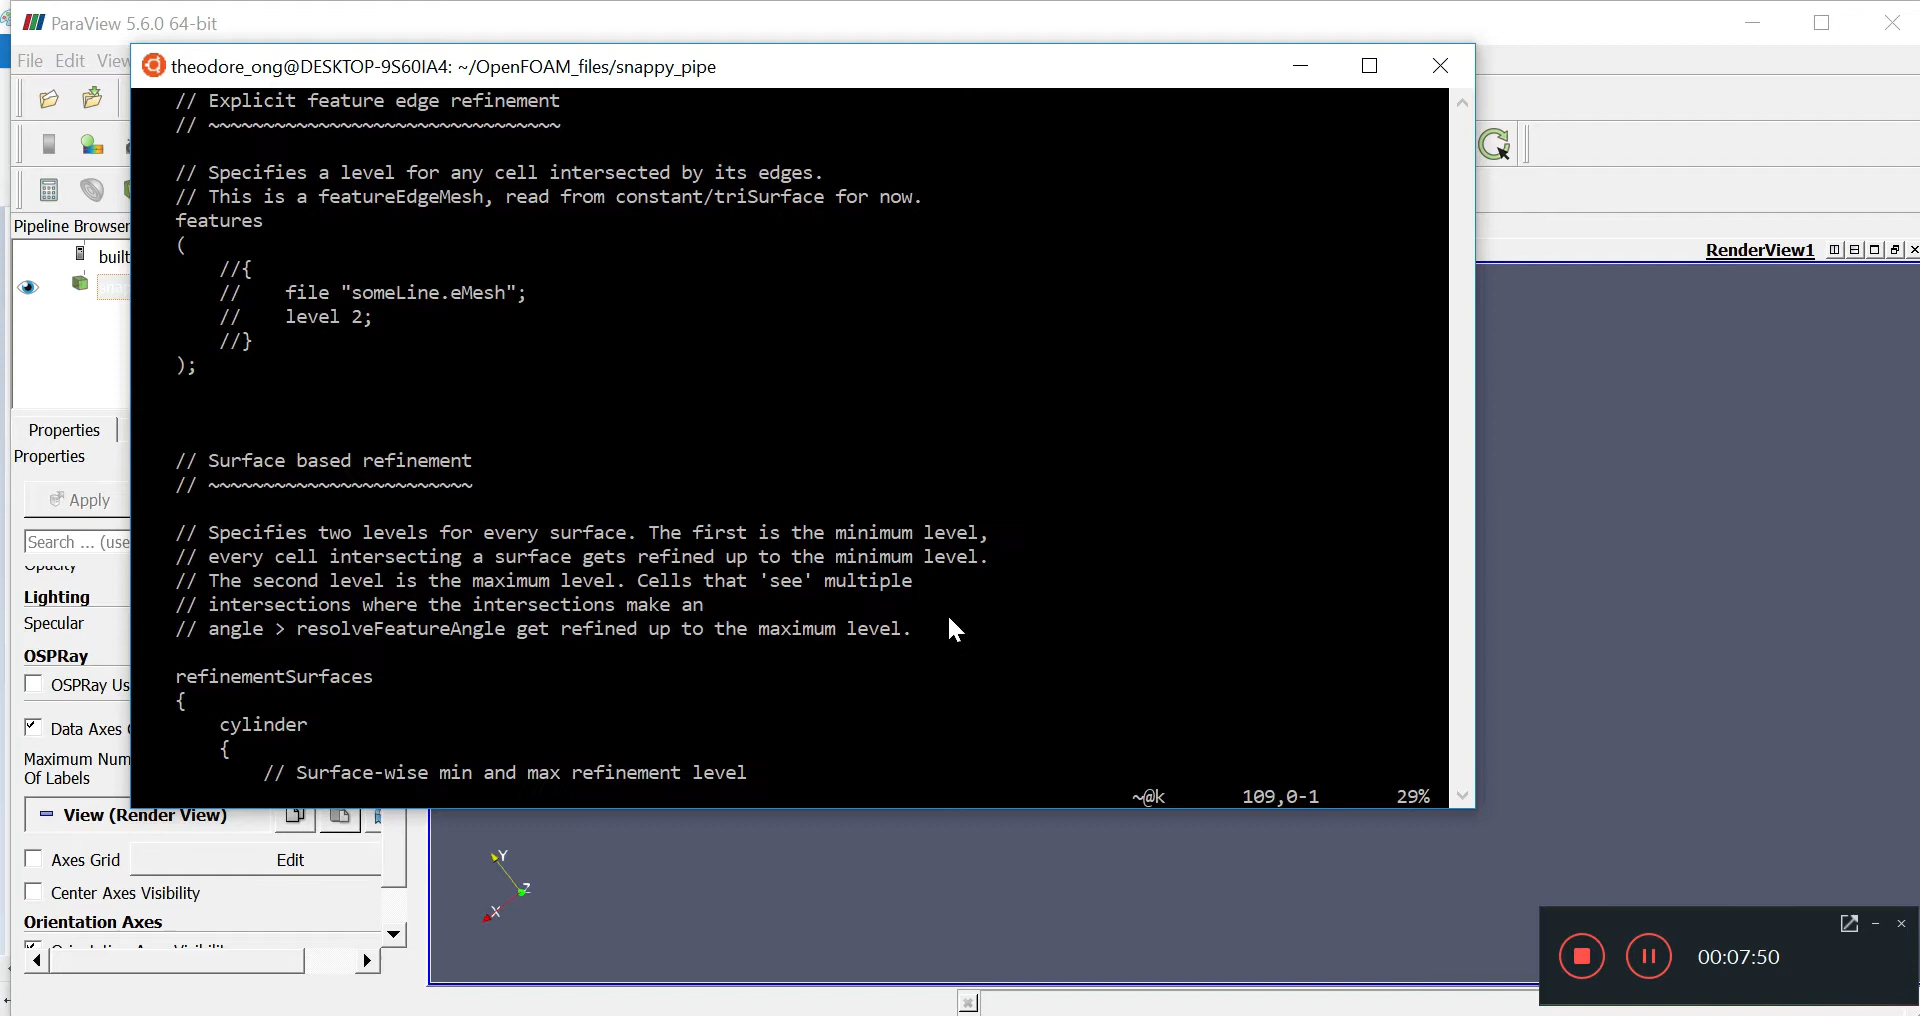 ParaView 5.6.0 64-bit
File Edit View
theodore_ong@DESKTOP-9S60IA4: ~/OpenFOAM_files/snappy_pipe
// Explicit feature edge refinement
// ~~~~~~~~~~~~~~~~~~~~~~~~~~~~~~~~
// Specifies a level for any cell intersected by its edges.
// This is a featureEdgeMesh, read from constant/triSurface for now.
features
(
//{
// file "someLine.eMesh";
// level 2;
//}
);
// Surface based refinement
// ~~~~~~~~~~~~~~~~~~~~~~~~
// Specifies two levels for every surface. The first is the minimum level,
// every cell intersecting a surface gets refined up to the minimum level.
// The second level is the maximum level. Cells that 'see' multiple
// intersections where the intersections make an
// angle > resolveFeatureAngle get refined up to the maximum level.
refinementSurfaces
{
cylinder
{
// Surface-wise min and max refinement level
~@k 109,0-1 29%
Pipeline Browser
built
Properties
Properties
Apply
Search ... (use
Opacity
Lighting
Specular
OSPRay
OSPRay Us
Data Axes
Maximum Num
Of Labels
View (Render View)
Axes Grid
Edit
Center Axes Visibility
Orientation Axes
RenderView1
Y
Z
X
00:07:50